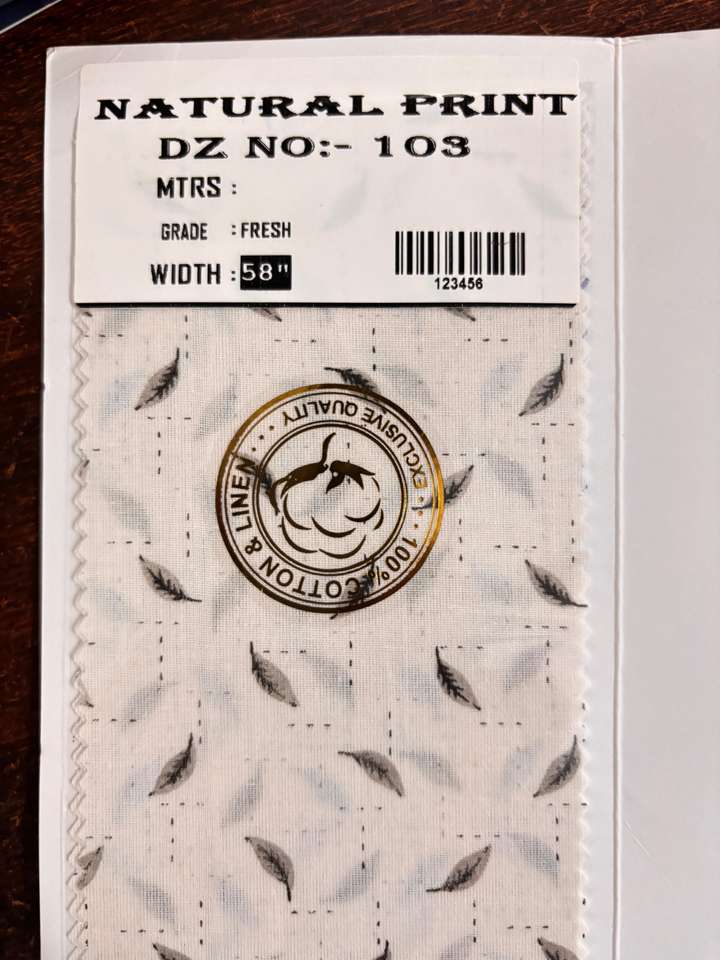 NATURAL PRINT
DZ NO:- 103
MTRS :
GRADE : FRESH
WIDTH : 58"
123456
100% COTTON & LINEN
EXCLUSIVE QUALITY